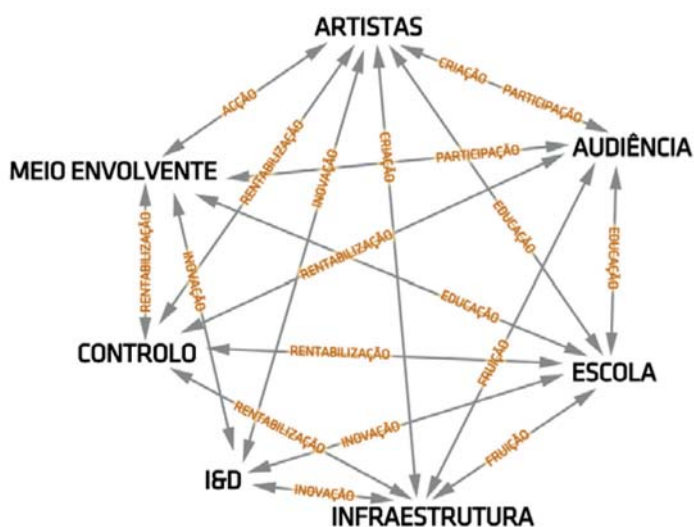 ARTISTAS
CRIAÇÃO
PARTICIPAÇÃO
ACÇÃO
RENTABILIZAÇÃO
INOVAÇÃO
CRIAÇÃO
AUDIÊNCIA
PARTICIPAÇÃO
MEIO ENVOLVENTE
EDUCAÇÃO
EDUCAÇÃO
RENTABILIZAÇÃO
INOVAÇÃO
RENTABILIZAÇÃO
EDUCAÇÃO
CONTROLO
RENTABILIZAÇÃO
FRUIÇÃO
ESCOLA
RENTABILIZAÇÃO
INOVAÇÃO
FRUIÇÃO
I&D
INOVAÇÃO
INFRAESTRUTURA